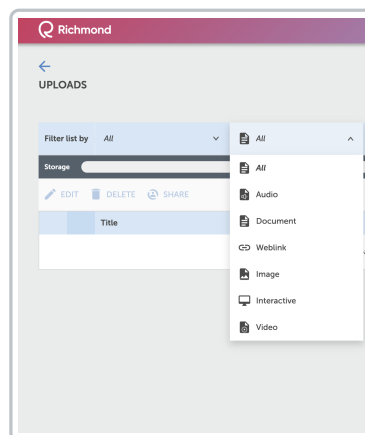 Richmond
UPLOADS
Filter list by All All
Storage All
EDIT DELETE SHARE Audio
Title Document
Weblink
Image
Interactive
Video